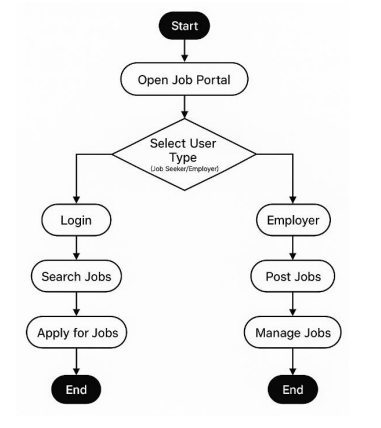 Start
Open Job Portal
Select User
Type
(Job Seeker/Employer)
Login
Employer
Search Jobs
Post Jobs
Apply for Jobs
Manage Jobs
End
End